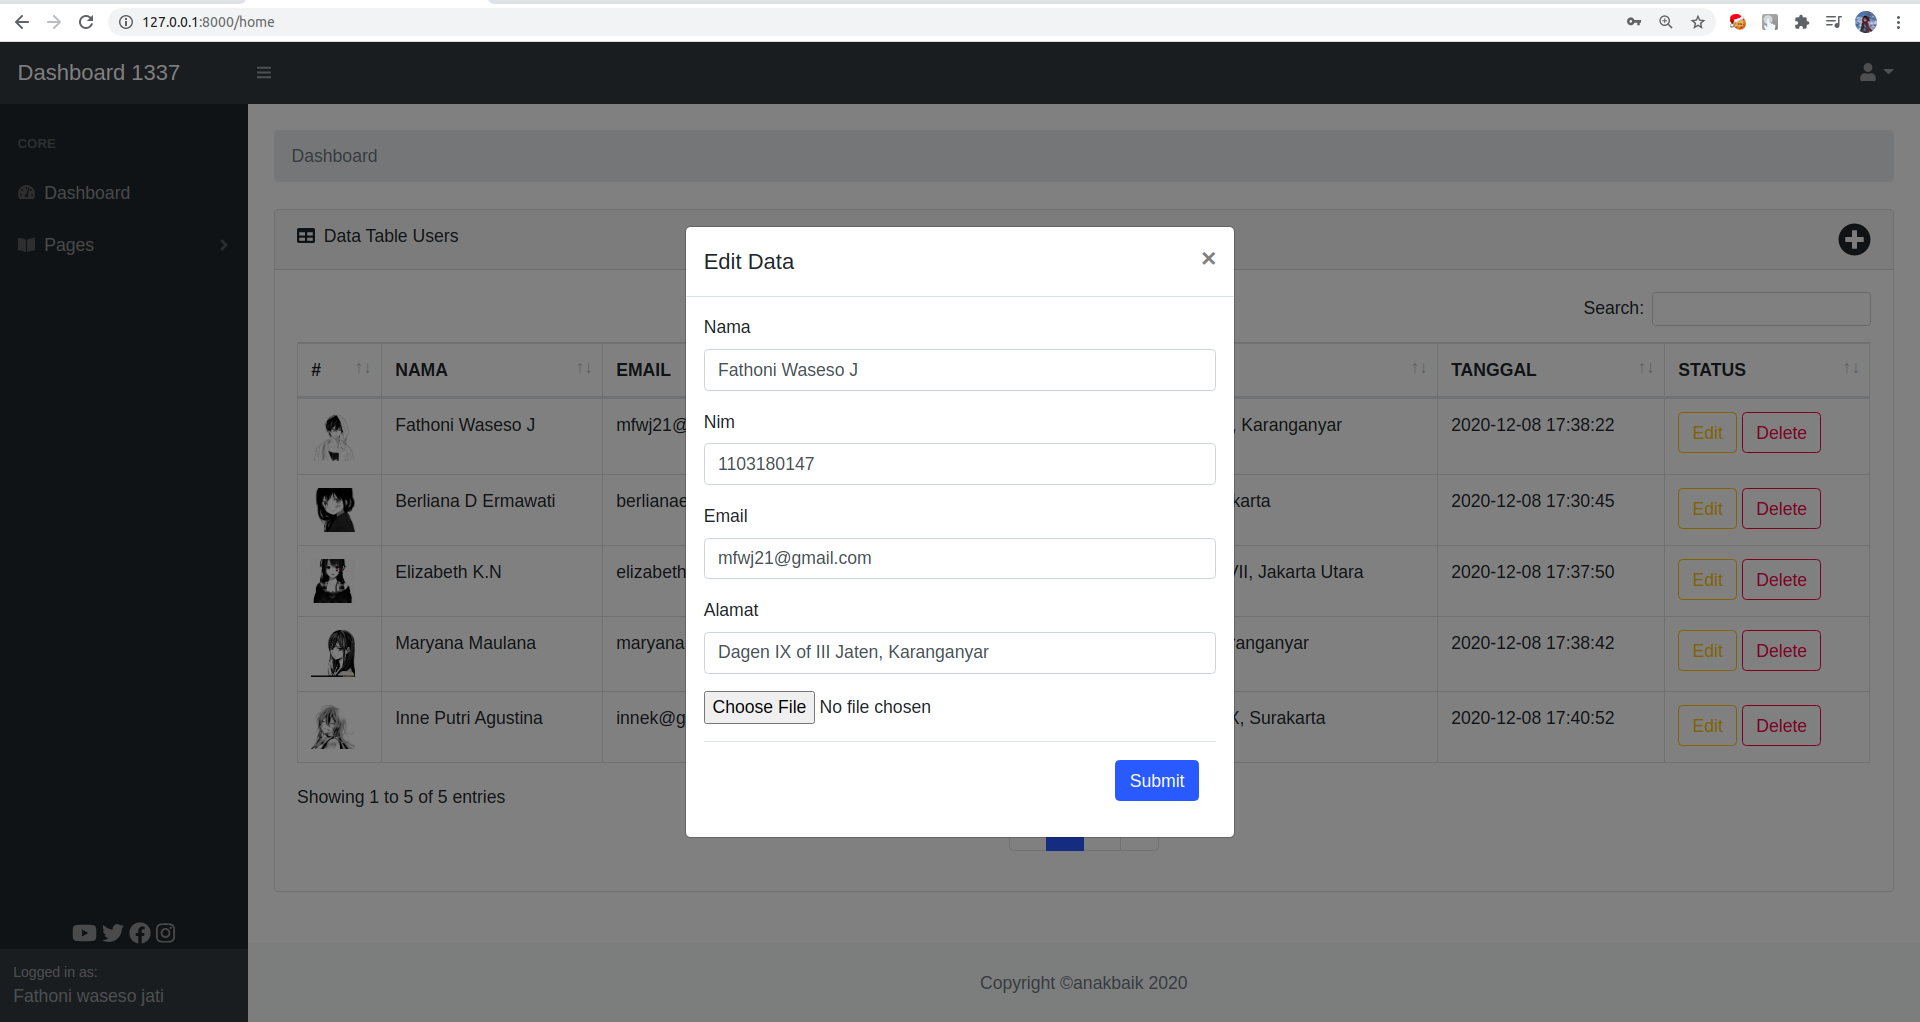 127.0.0.1:8000/home
Dashboard 1337
CORE
Dashboard
Pages
Dashboard
Data Table Users
Search:
# NAMA EMAIL TANGGAL STATUS
Fathoni Waseso J mfwj21@ , Karanganyar 2020-12-08 17:38:22 Edit Delete
Berliana D Ermawati berlianae karta 2020-12-08 17:30:45 Edit Delete
Elizabeth K.N elizabeth VII, Jakarta Utara 2020-12-08 17:37:50 Edit Delete
Maryana Maulana maryana ranganyar 2020-12-08 17:38:42 Edit Delete
Inne Putri Agustina innek@g X, Surakarta 2020-12-08 17:40:52 Edit Delete
Showing 1 to 5 of 5 entries
Edit Data ×
Nama
Fathoni Waseso J
Nim
1103180147
Email
mfwj21@gmail.com
Alamat
Dagen IX of III Jaten, Karanganyar
Choose File No file chosen
Submit
Logged in as:
Fathoni waseso jati
Copyright ©anakbaik 2020